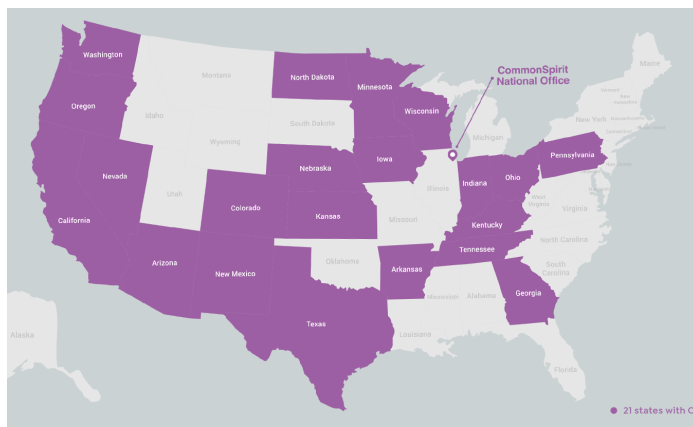 Washington
Montana
North Dakota
Minnesota
CommonSpirit
National Office
Maine
Oregon
Idaho
South Dakota
Wisconsin
Michigan
New York
Wyoming
Nevada
Utah
Nebraska
Iowa
Illinois
Indiana
Ohio
Pennsylvania
California
Colorado
Kansas
Missouri
Kentucky
West
Virginia
Virginia
Arizona
New Mexico
Oklahoma
Arkansas
Tennessee
North Carolina
South
Carolina
Texas
Louisiana
Mississippi
Alabama
Georgia
Florida
Alaska
21 states with